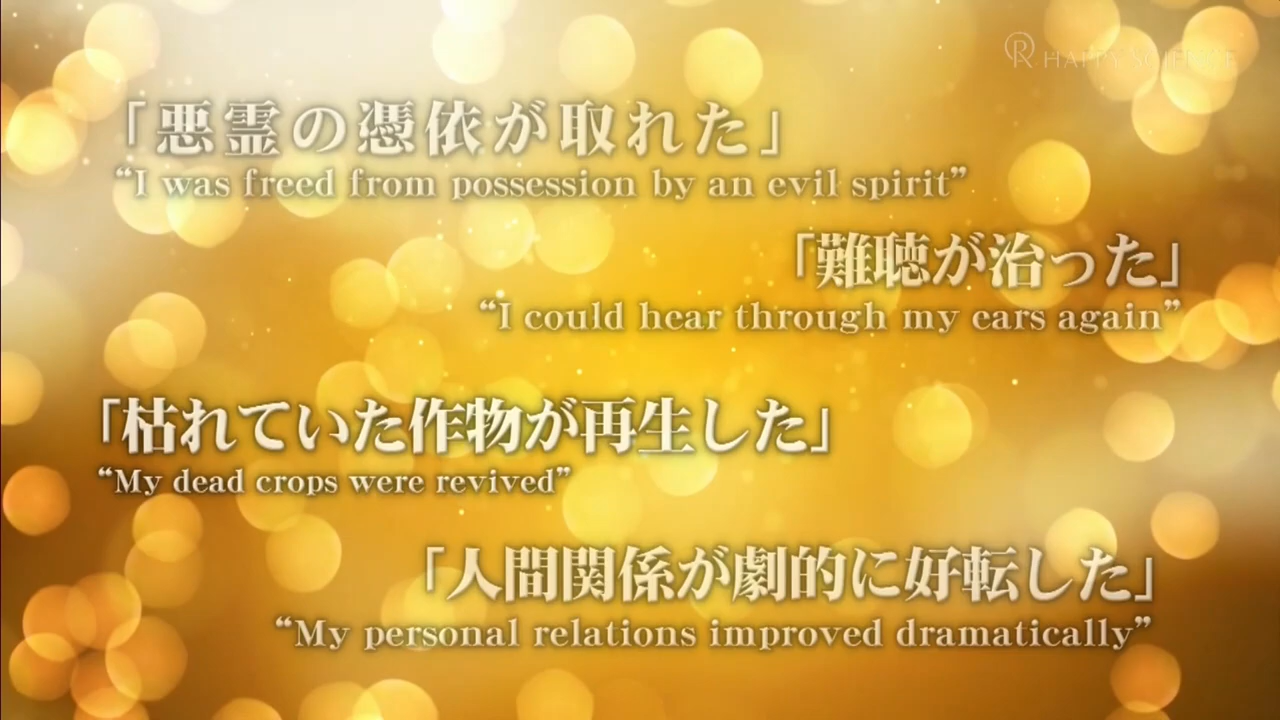 HAPPY SCIENCE
「悪霊の憑依が取れた」
“I was freed from possession by an evil spirit”
「難聴が治った」
“I could hear through my ears again”
「枯れていた作物が再生した」
“My dead crops were revived”
「人間関係が劇的に好転した」
“My personal relations improved dramatically”